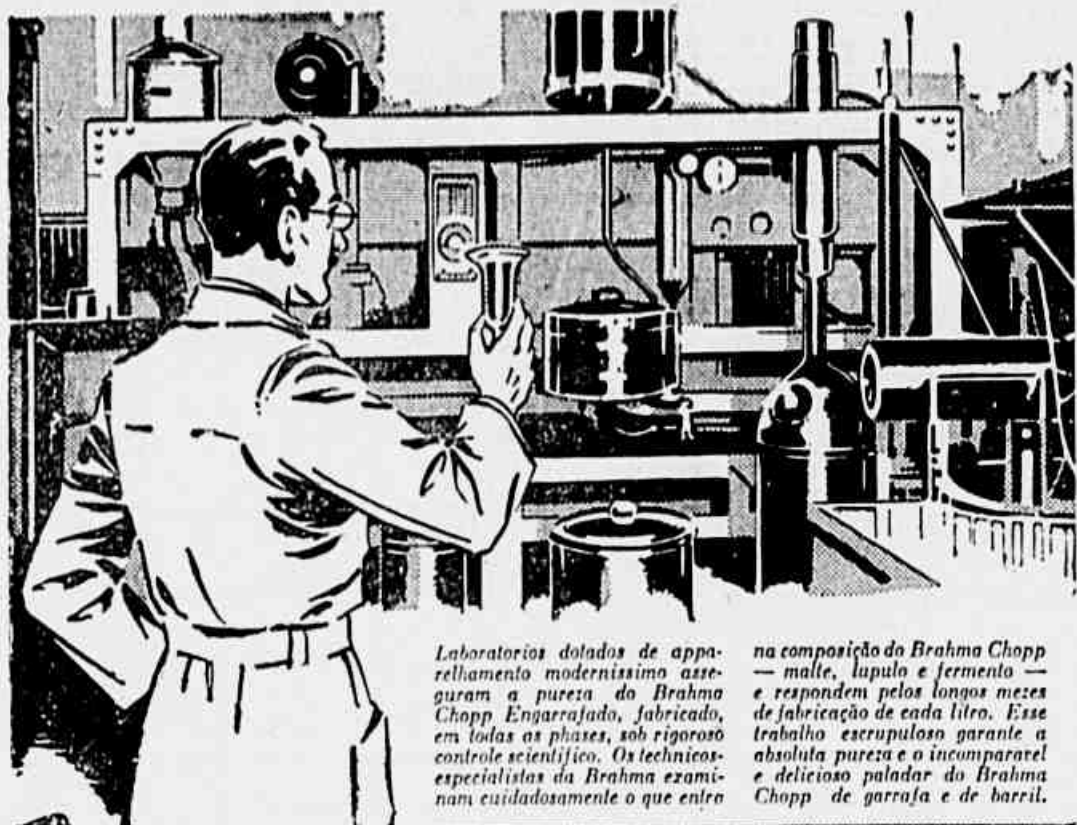 Laboratorios dotados de appa-
relhamento modernissimo asse-
guram a pureza do Brahma
Chopp Engarrafado, fabricado,
em todas as phases, sob rigoroso
controle scientifico. Os technicos-
especialistas da Brahma exami-
nam cuidadosamente o que entra
na composição do Brahma Chopp
— malte, lupulo e fermento —
e respondem pelos longos mezes
de fabricação de cada litro. Esse
trabalho escrupuloso garante a
absoluta pureza e o incomparavel
e delicioso paladar do Brahma
Chopp de garrafa e de barril.